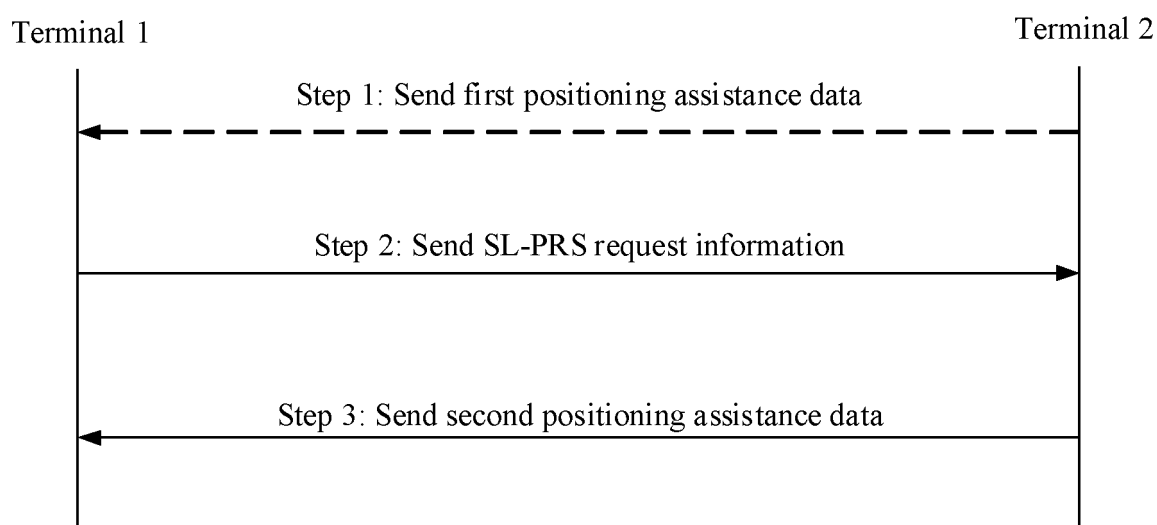 Terminal 1
Terminal 2
Step 1: Send first positioning assistance data
Step 2: Send SL-PRS request information
Step 3: Send second positioning assistance data